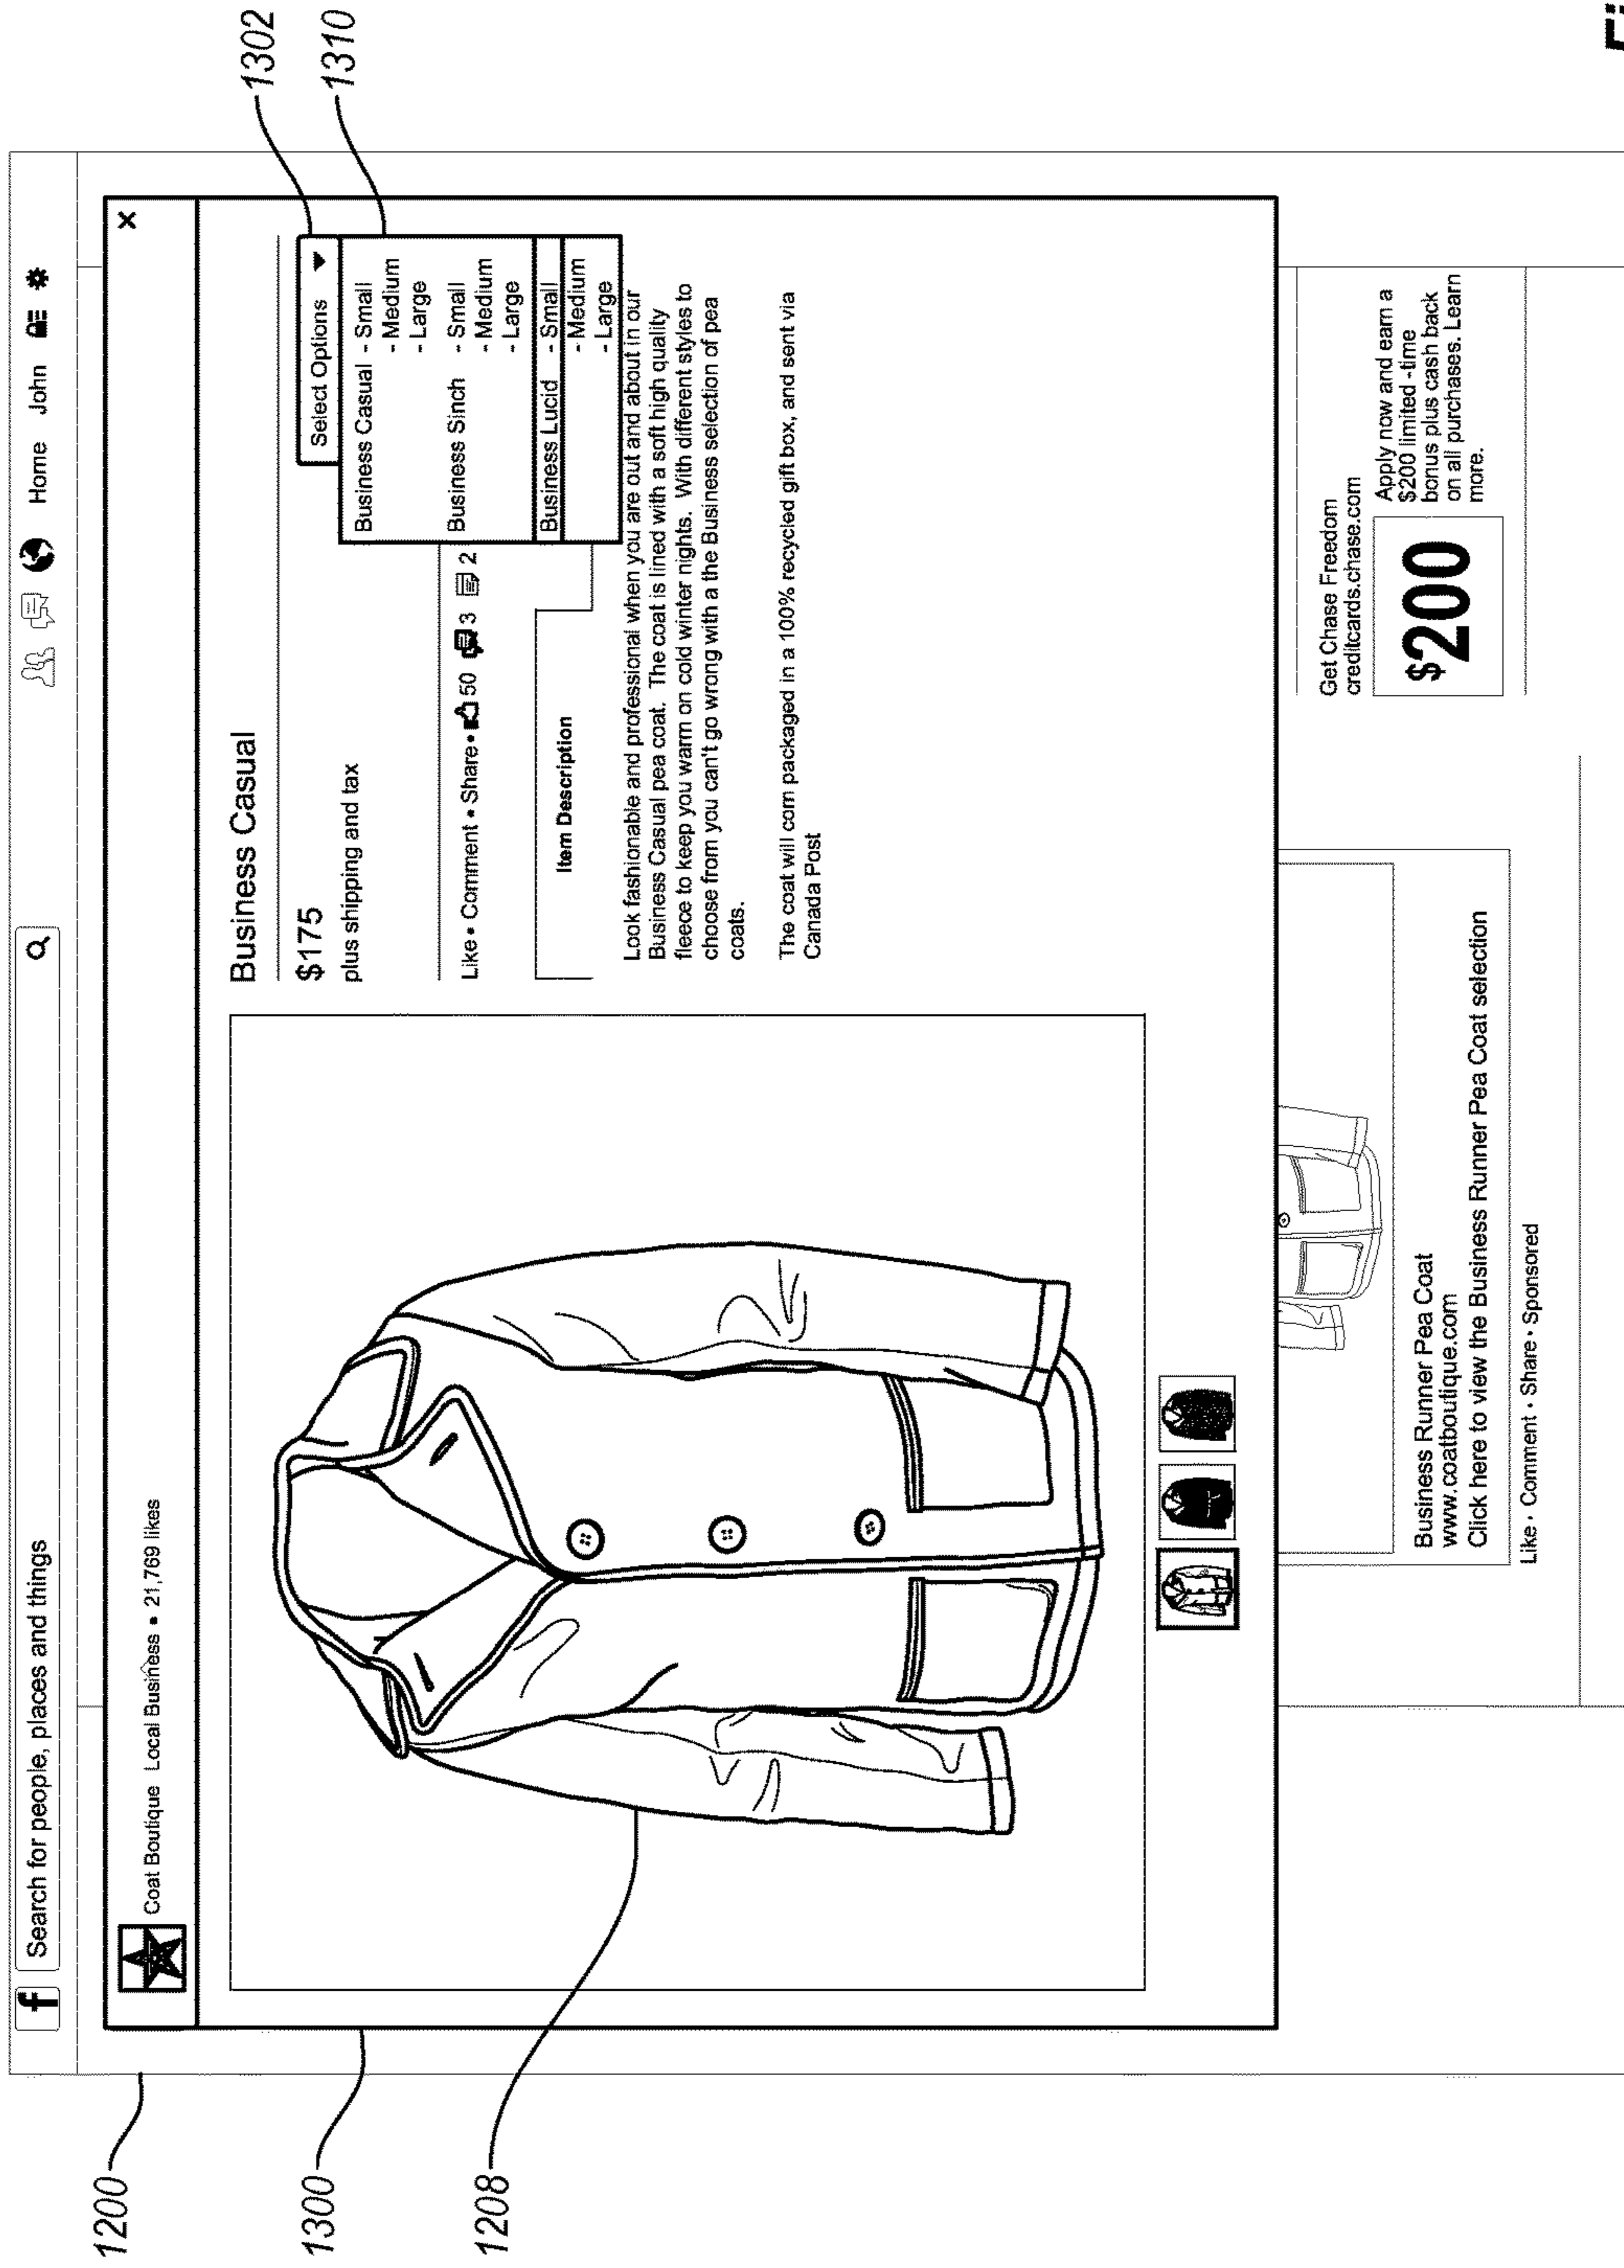 f Search for people, places and things Home John
Coat Boutique Local Business • 21,769 likes ×
Business Casual
$175
plus shipping and tax
Select Options
Business Casual - Small
- Medium
- Large
Business Sinch - Small
- Medium
- Large
Business Lucid - Small
- Medium
- Large
Like • Comment • Share • 50 3 2
Item Description
Look fashionable and professional when you are out and about in our
Business Casual pea coat. The coat is lined with a soft high quality
fleece to keep you warm on cold winter nights. With different styles to
choose from you can't go wrong with a the Business selection of pea
coats.
The coat will com packaged in a 100% recycled gift box, and sent via
Canada Post
Business Runner Pea Coat
www.coatboutique.com
Click here to view the Business Runner Pea Coat selection
Like • Comment • Share • Sponsored
Get Chase Freedom
creditcards.chase.com
$200
Apply now and earn a
$200 limited -time
bonus plus cash back
on all purchases. Learn
more.
1200
1300
1208
1302
1310